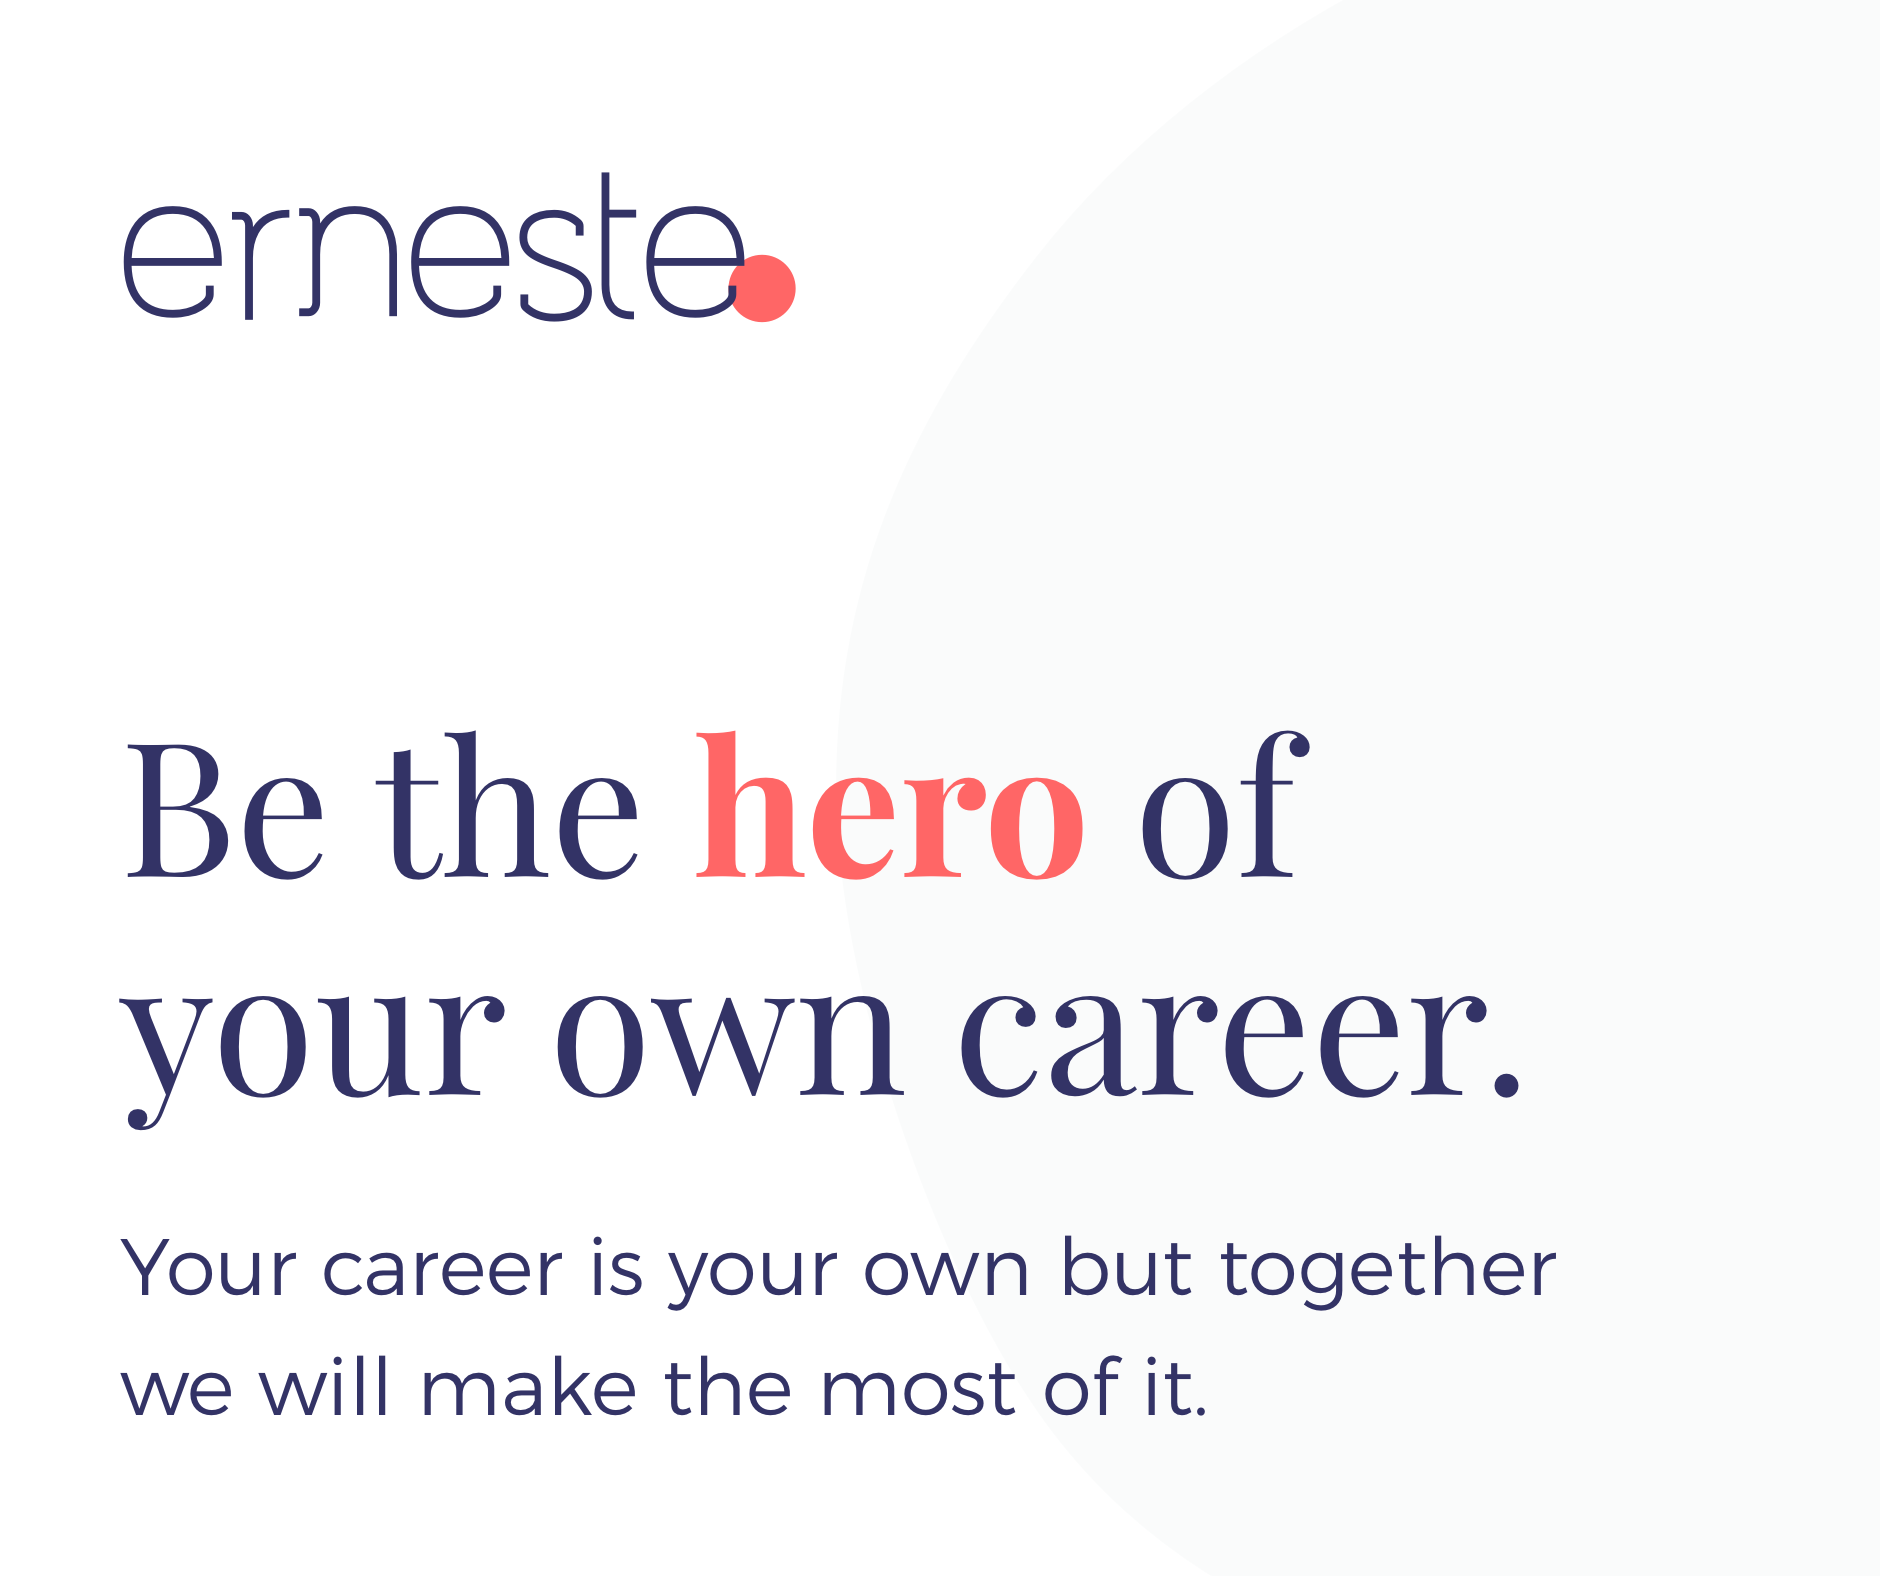 erneste.
Be the hero of
your own career.
Your career is your own but together
we will make the most of it.